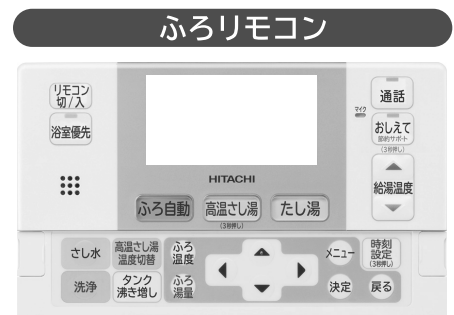 ふろリモコン
リモコン
切/入
浴室優先
通話
マイク
おしえて
節約サポート
(3秒押し)
給湯温度
HITACHI
ふろ自動
高温さし湯
(3秒押し)
たし湯
さし水
高温さし湯
温度切替
ふろ
温度
メニュー
時刻
設定
(3秒押し)
洗浄
タンク
沸き増し
ふろ
湯量
決定
戻る